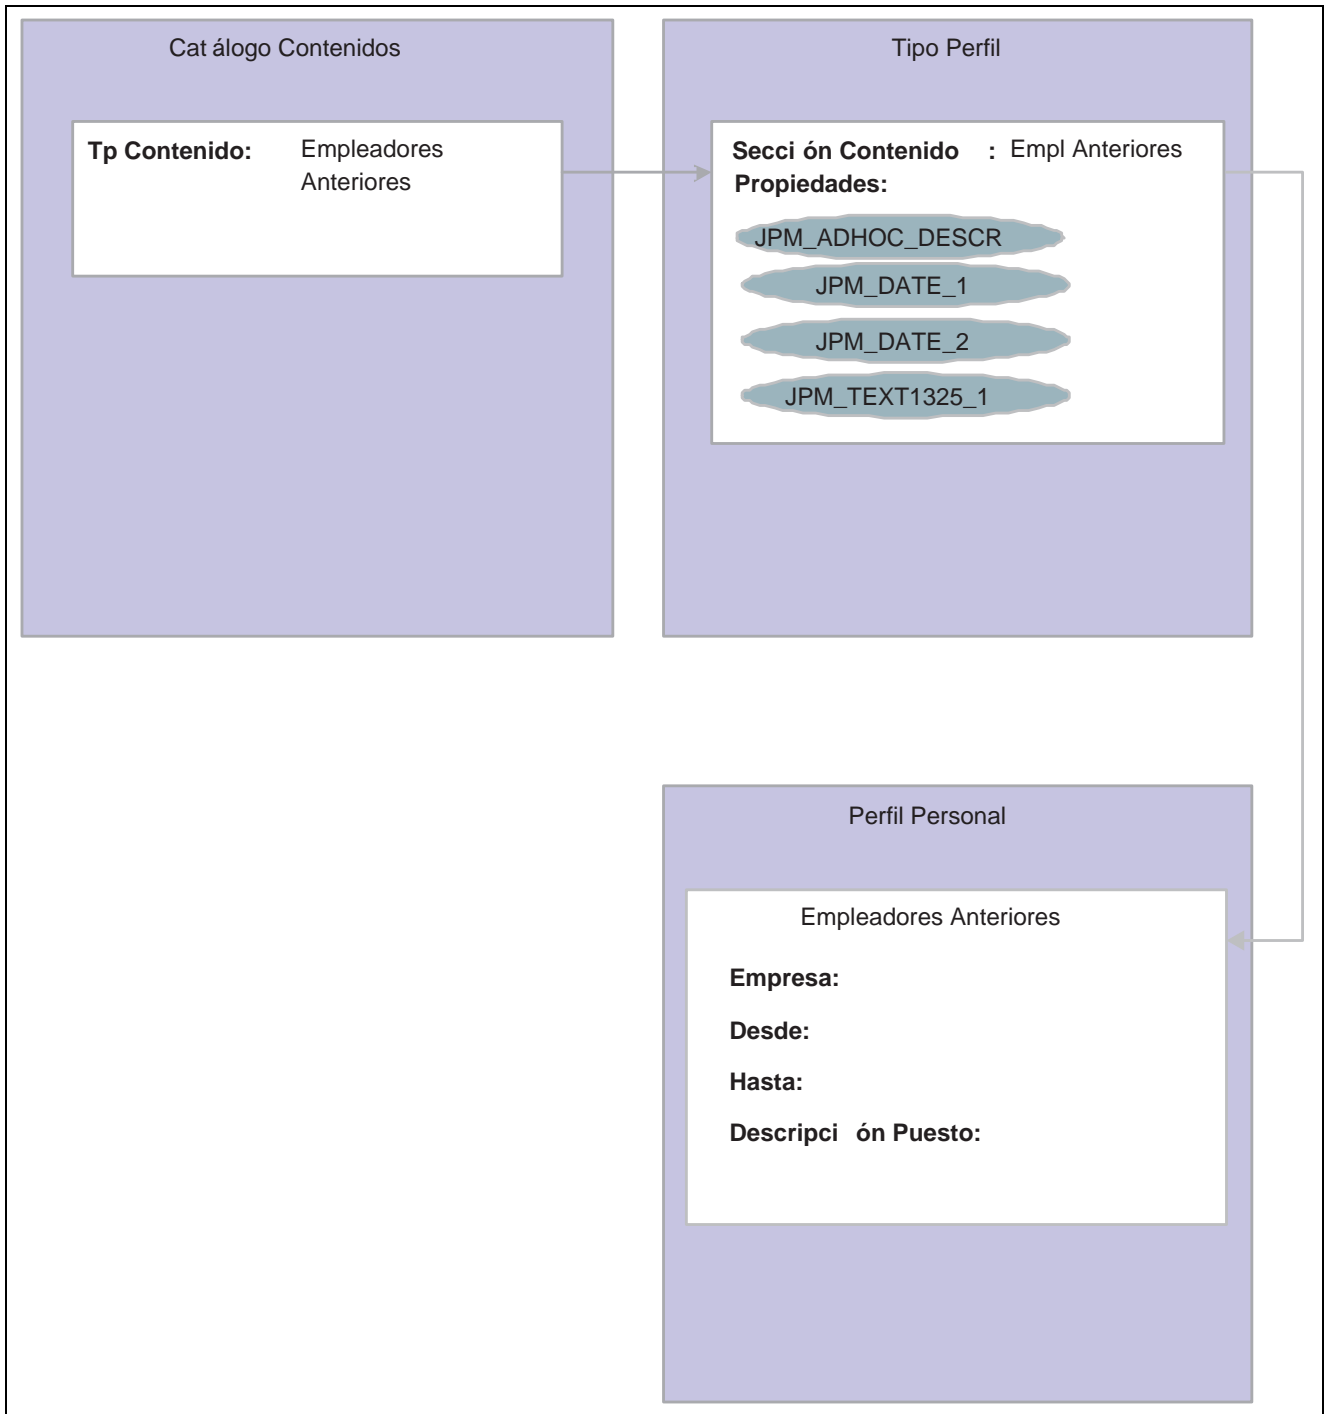 Cat álogo Contenidos
Tp Contenido: Empleadores
Anteriores
Tipo Perfil
Secci ón Contenido : Empl Anteriores
Propiedades:
JPM_ADHOC_DESCR
JPM_DATE_1
JPM_DATE_2
JPM_TEXT1325_1
Perfil Personal
Empleadores Anteriores
Empresa:
Desde:
Hasta:
Descripci ón Puesto: